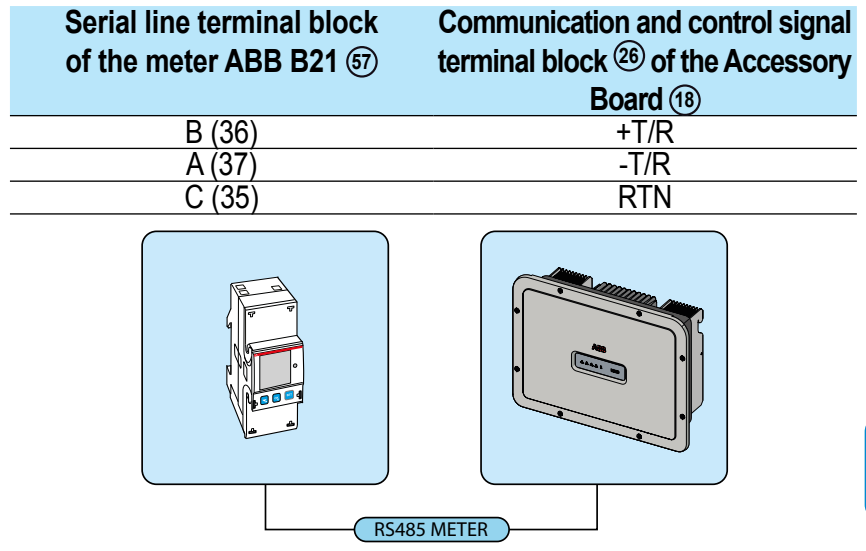 Serial line terminal block
of the meter ABB B21 57
Communication and control signal
terminal block 26 of the Accessory
Board 18
B (36) +T/R
A (37) -T/R
C (35) RTN
ABB
RS485 METER